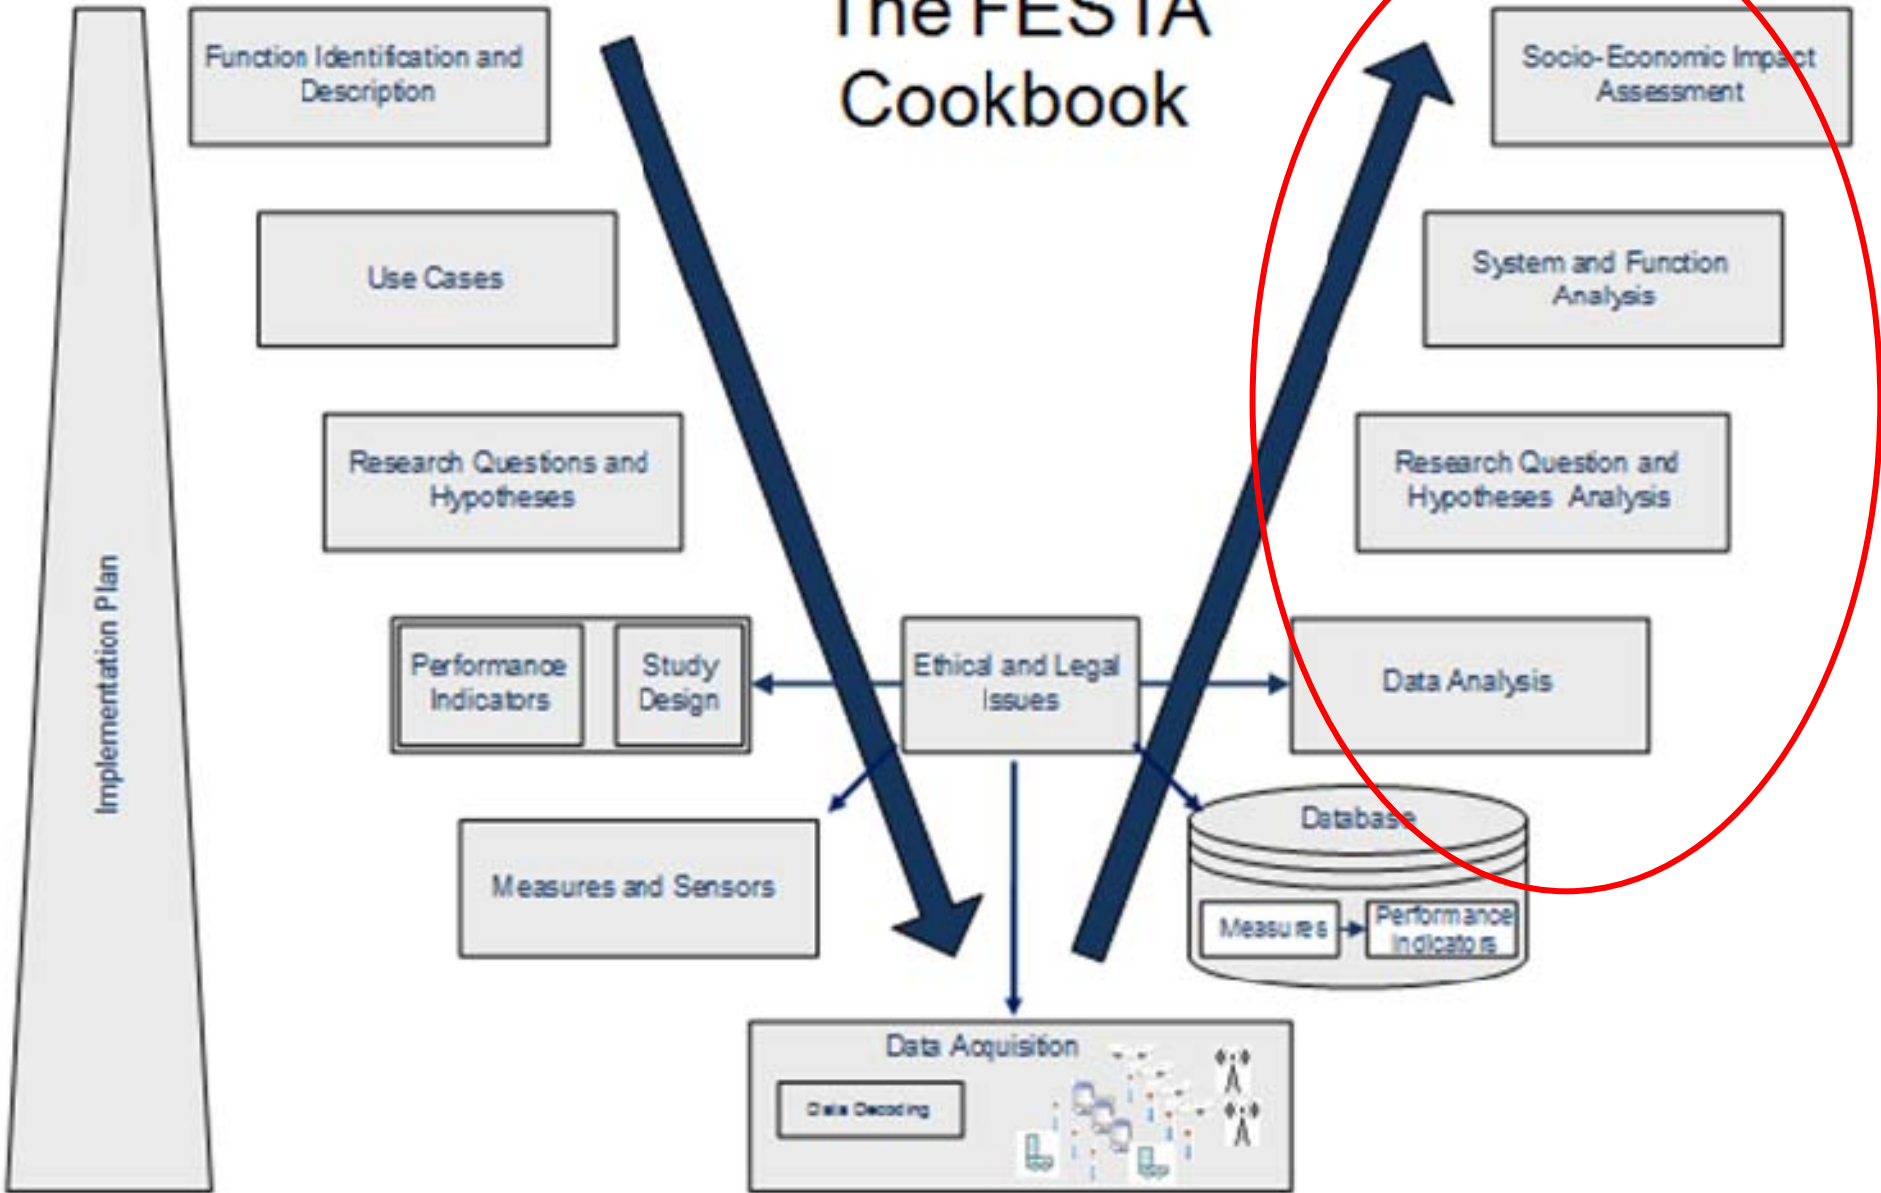 The FESTA
Cookbook
Function Identification and
Description
Socio-Economic Impact
Assessment
Use Cases
System and Function
Analysis
Research Questions and
Hypotheses
Research Question and
Hypotheses Analysis
Implementation Plan
Performance
Indicators
Study
Design
Ethical and Legal
Issues
Data Analysis
Measures and Sensors
Database
Measures
Performance
Indicators
Data Acquisition
Data Decoding